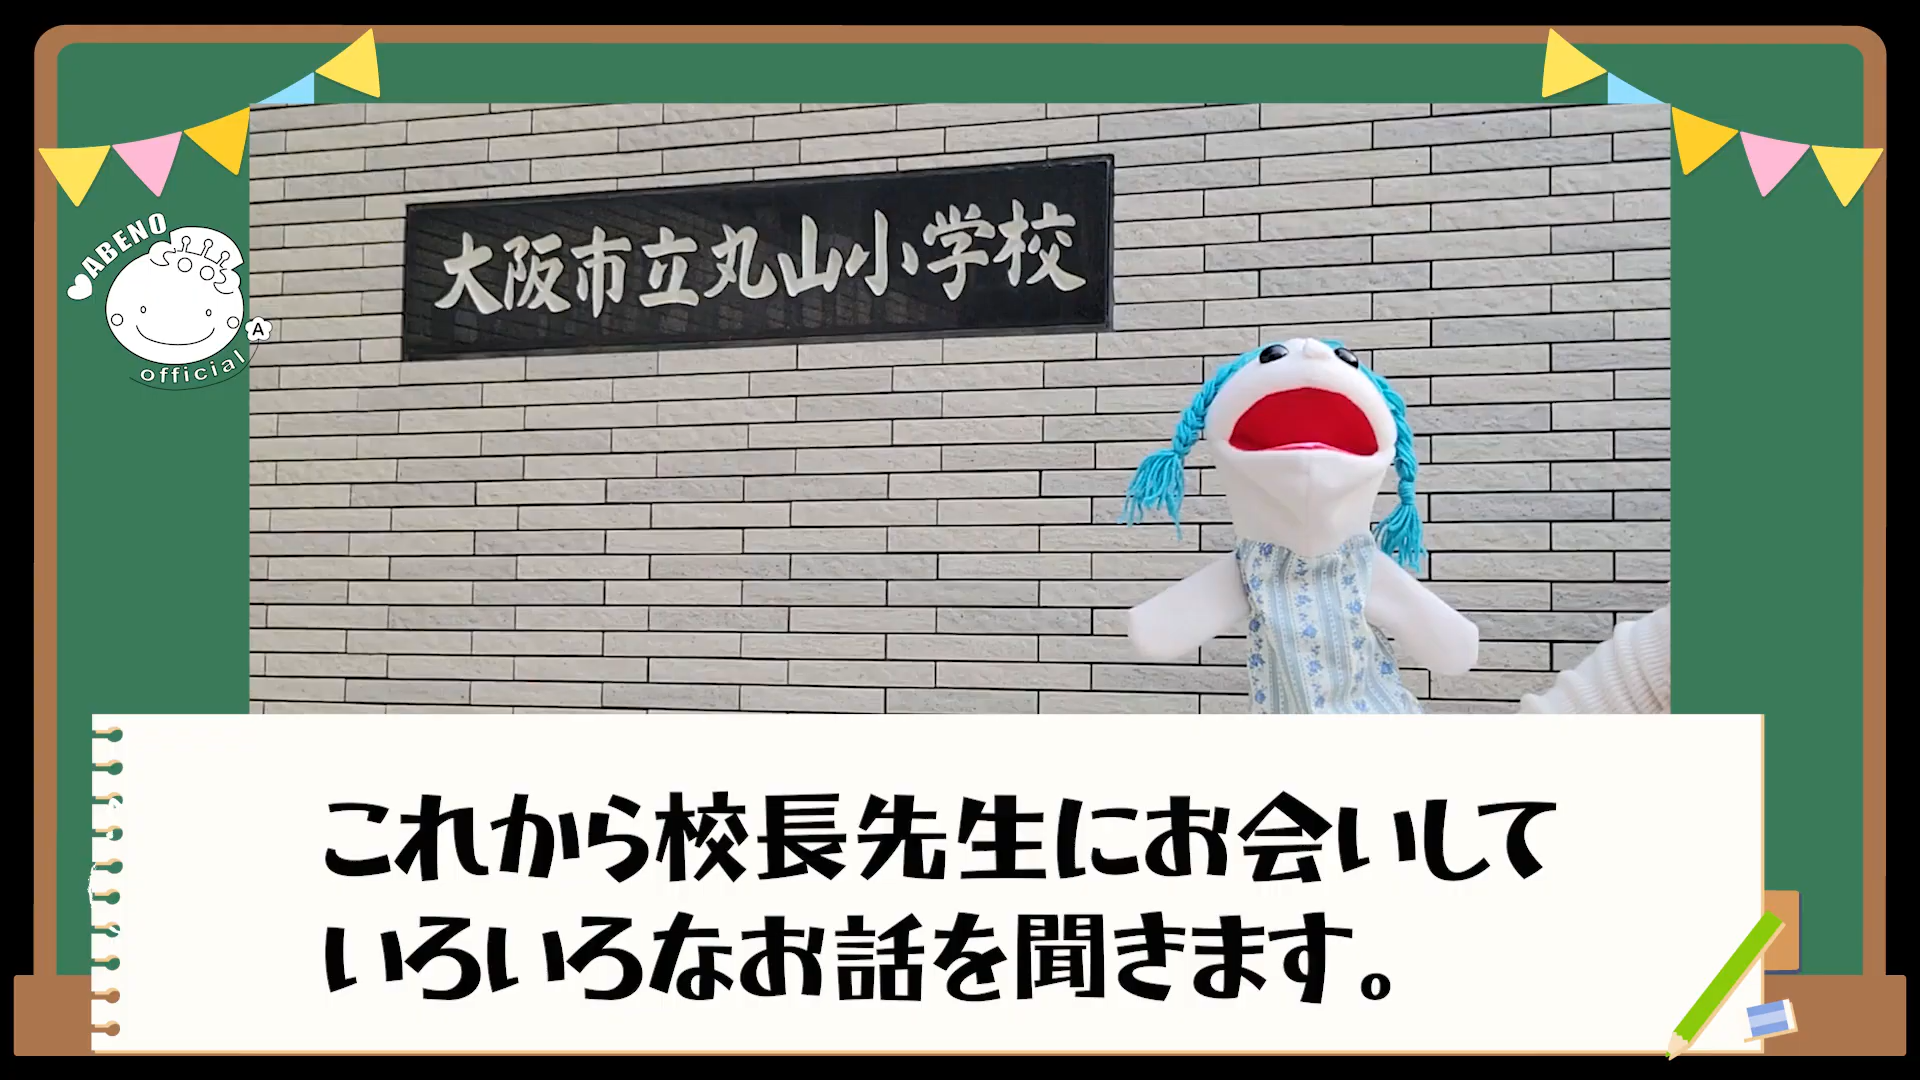 ABENO
official
A
大阪市立丸山小学校
これから校長先生にお会いして
いろいろなお話を聞きます。